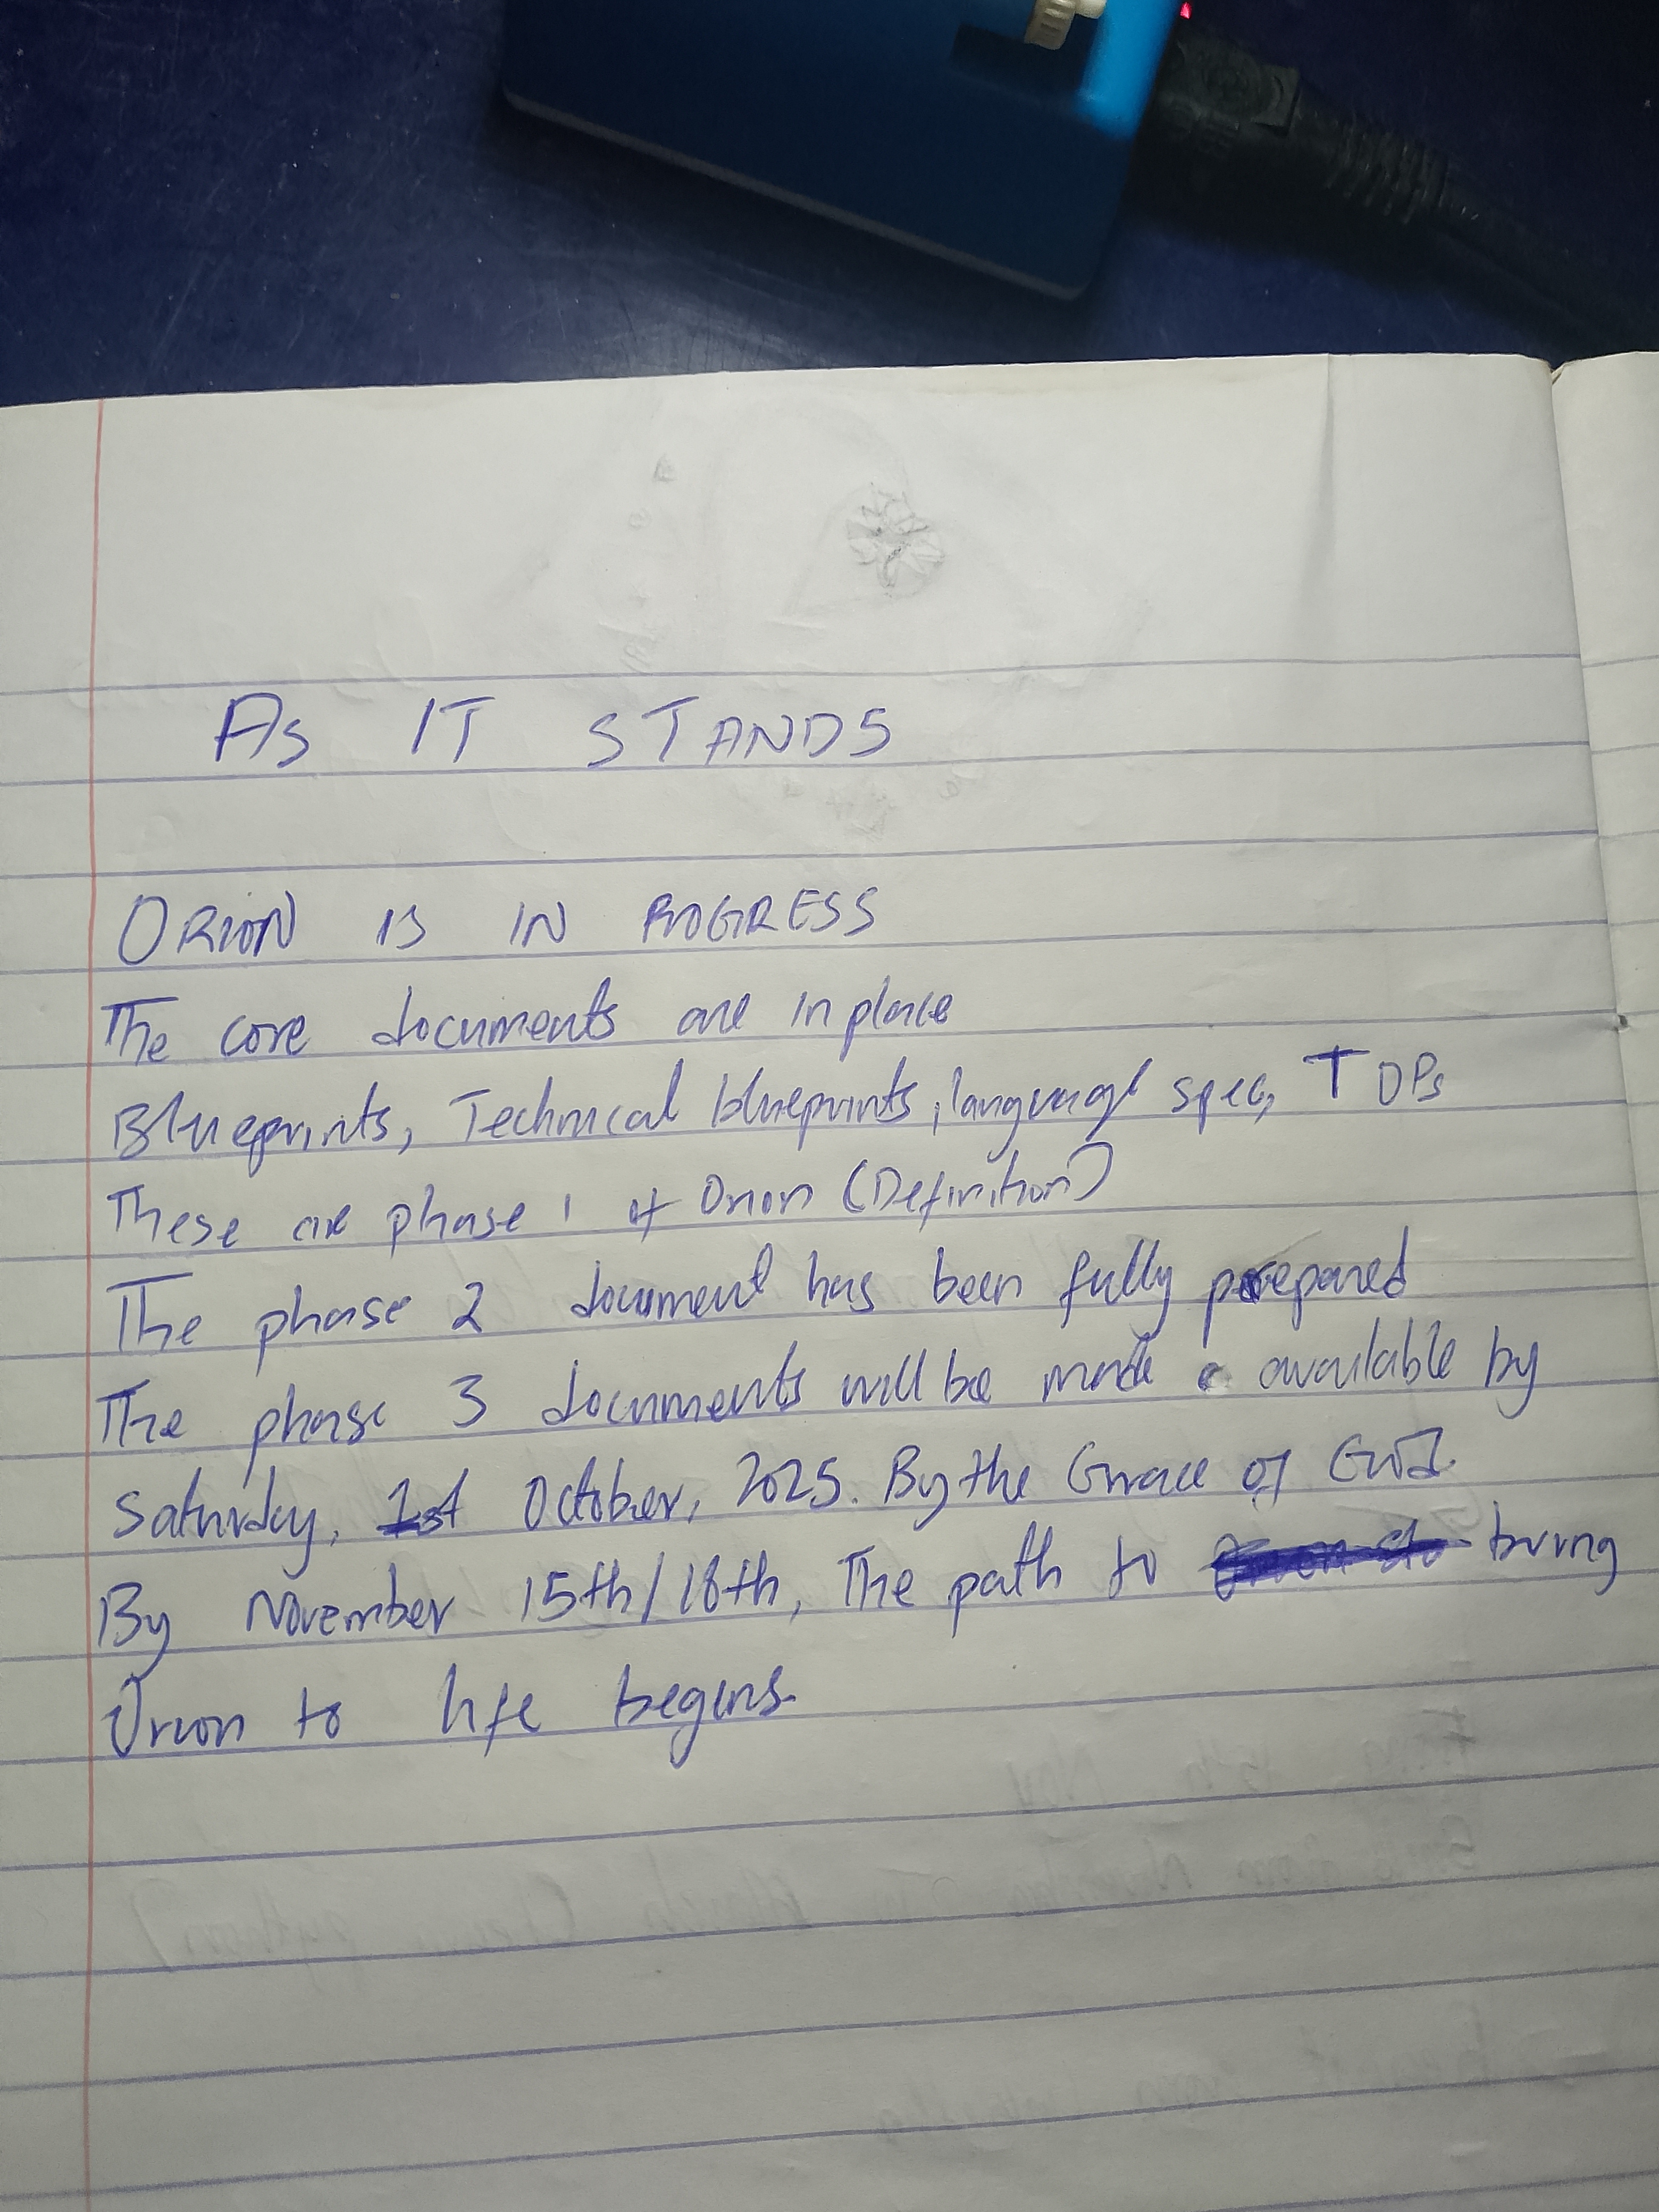 AS IT STANDS
ORION IS IN PROGRESS
The core documents are in place
Blueprints, Technical blueprints, language spec, TDPs
These are phase 1 of Orion (Definition)
The phase 2 document has been fully prepared
The phase 3 documents will be made available by
Saturday, 1st October, 2025. By the Grace of God.
By November 15th/18th, The path to bring
Orion to life begins.